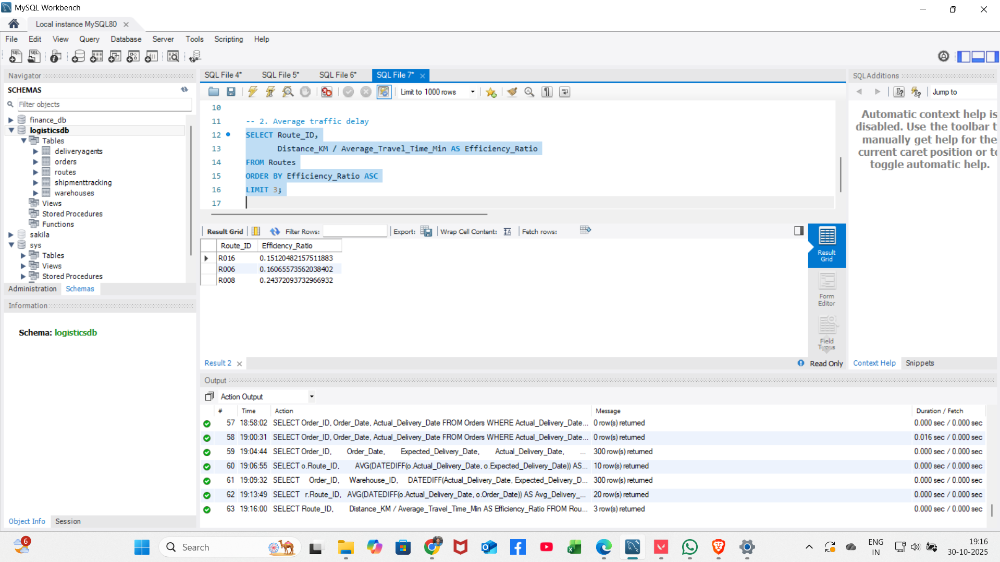 MySQL Workbench
Local instance MySQL80
File Edit View Query Database Server Tools Scripting Help
Navigator
SCHEMAS
Filter objects
finance_db
logisticsdb
Tables
deliveryagents
orders
routes
shipmenttracking
warehouses
Views
Stored Procedures
Functions
sakila
sys
Tables
Views
Stored Procedures
Administration Schemas
Information
Schema: logisticsdb
Object Info Session
SQL File 4* SQL File 5* SQL File 6* SQL File 7*
Limit to 1000 rows
10
11 -- 2. Average traffic delay
12 SELECT Route_ID,
13 Distance_KM / Average_Travel_Time_Min AS Efficiency_Ratio
14 FROM Routes
15 ORDER BY Efficiency_Ratio ASC
16 LIMIT 3;
17
Result Grid Filter Rows: Export: Wrap Cell Content: Fetch rows:
Route_ID Efficiency_Ratio
R016 0.15120482157511883
R006 0.16065573562038402
R008 0.24372093732966932
Result Grid
Form Editor
Field Types
Result 2 Read Only
SQLAdditions
Jump to
Automatic context help is
disabled. Use the toolbar t
manually get help for the
current caret position or to
toggle automatic help.
Context Help Snippets
Output
Action Output
# Time Action Message Duration / Fetch
57 18:58:02 SELECT Order_ID, Order_Date, Actual_Delivery_Date FROM Orders WHERE Actual_Delivery_Date... 0 row(s) returned 0.000 sec / 0.000 sec
58 19:00:31 SELECT Order_ID, Order_Date, Actual_Delivery_Date FROM Orders WHERE Actual_Delivery_Date... 0 row(s) returned 0.016 sec / 0.000 sec
59 19:04:44 SELECT Order_ID, Order_Date, Expected_Delivery_Date, Actual_Delivery_Date, ... 300 row(s) returned 0.000 sec / 0.000 sec
60 19:06:55 SELECT o.Route_ID, AVG(DATEDIFF(o.Actual_Delivery_Date, o.Expected_Delivery_Date)) AS... 10 row(s) returned 0.000 sec / 0.000 sec
61 19:09:32 SELECT Order_ID, Warehouse_ID, DATEDIFF(Actual_Delivery_Date, Expected_Delivery_D... 300 row(s) returned 0.000 sec / 0.000 sec
62 19:13:49 SELECT r.Route_ID, AVG(DATEDIFF(o.Actual_Delivery_Date, o.Order_Date)) AS Avg_Delivery_... 20 row(s) returned 0.000 sec / 0.000 sec
63 19:16:00 SELECT Route_ID, Distance_KM / Average_Travel_Time_Min AS Efficiency_Ratio FROM Rou... 3 row(s) returned 0.000 sec / 0.000 sec
6
Search
ENG
IN
19:16
30-10-2025